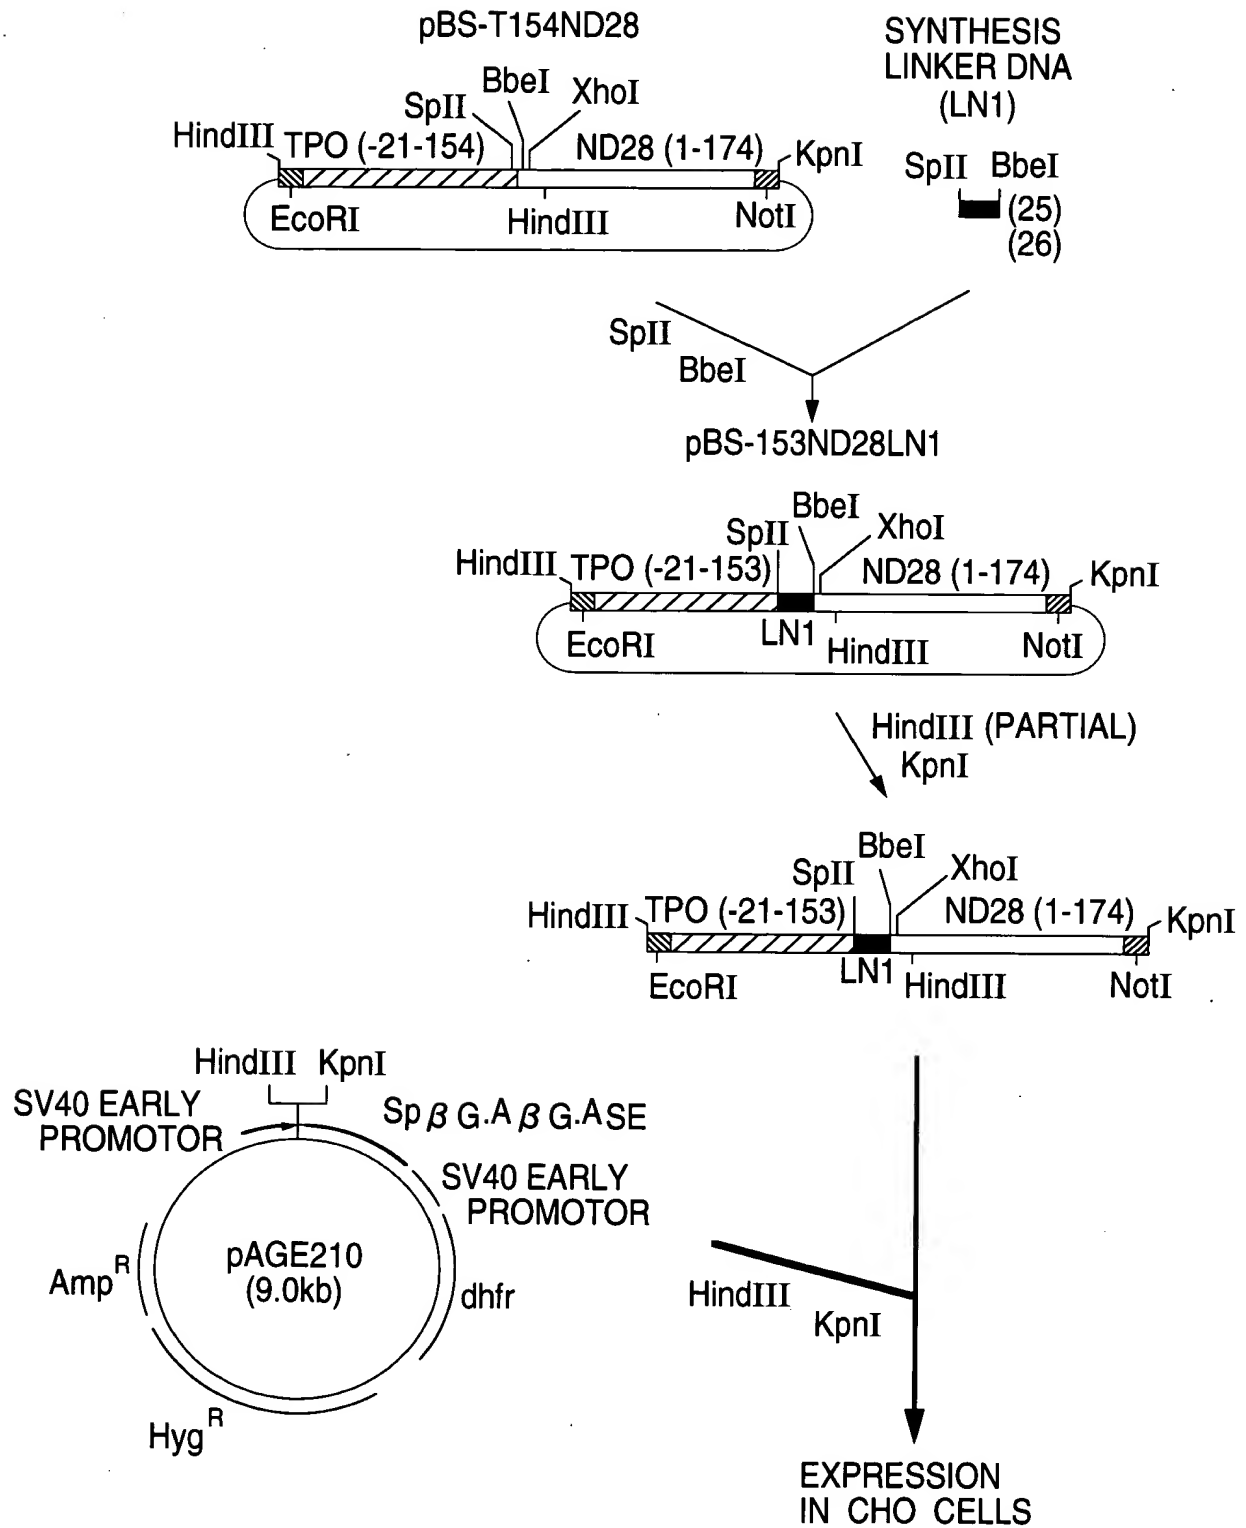 pBS-T154ND28
SYNTHESIS
LINKER DNA
(LN1)
BbeI
XhoI
SpII
HindIII
TPO (-21-154)
ND28 (1-174)
KpnI
EcoRI
HindIII
NotI
SpII
BbeI
(25)
(26)
SpII
BbeI
pBS-153ND28LN1
BbeI
SpII
XhoI
HindIII
TPO (-21-153)
ND28 (1-174)
KpnI
EcoRI
LN1
HindIII
NotI
HindIII (PARTIAL)
KpnI
BbeI
SpII
XhoI
HindIII
TPO (-21-153)
ND28 (1-174)
KpnI
EcoRI
LN1
HindIII
NotI
HindIII
KpnI
SV40 EARLY
PROMOTOR
Sp β G.A β G.ASE
SV40 EARLY
PROMOTOR
pAGE210
(9.0kb)
Amp R
dhfr
Hyg R
HindIII
KpnI
EXPRESSION
IN CHO CELLS